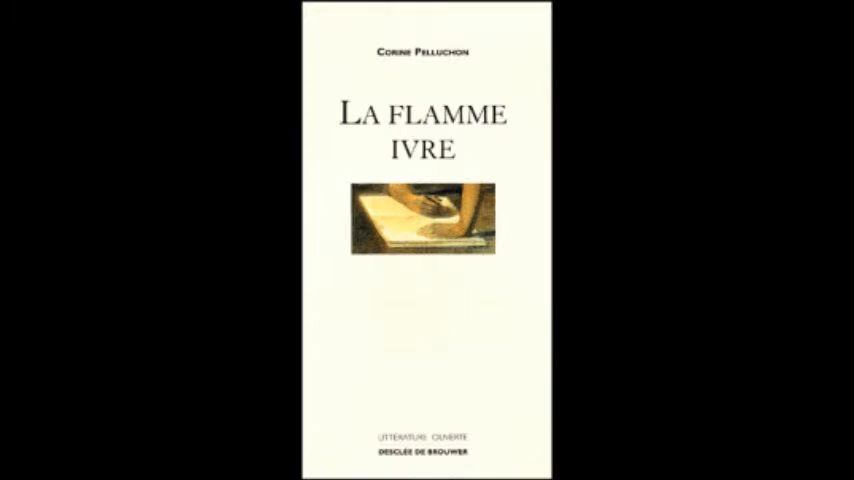 CORINE PELLUCHON
LA FLAMME
IVRE
LITTÉRATURE OUVERTE
DESCLÉE DE BROUWER